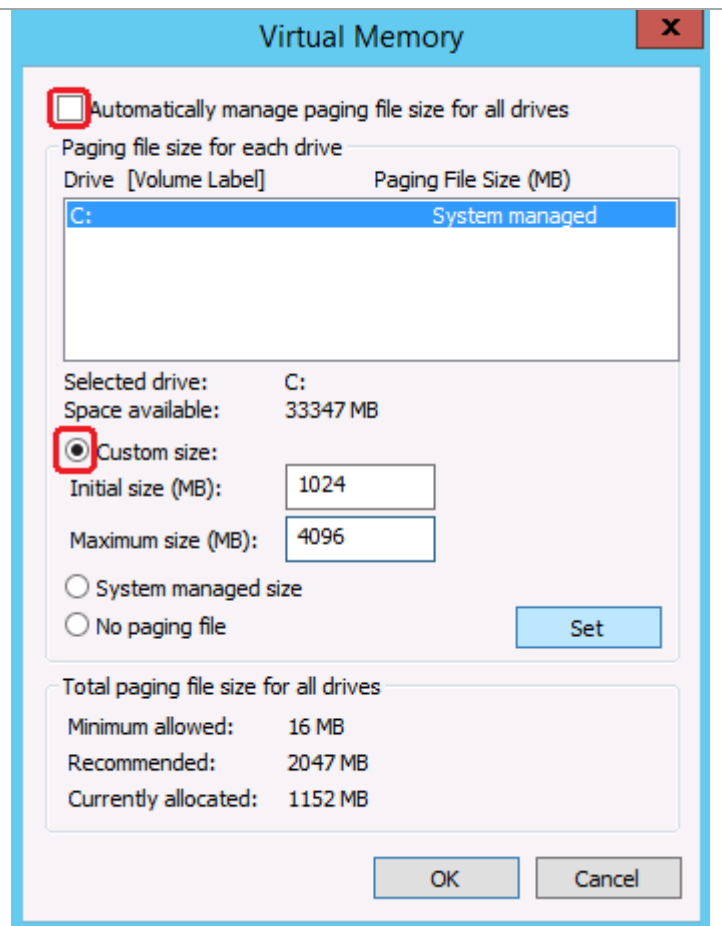 Virtual Memory
x
Automatically manage paging file size for all drives
Paging file size for each drive
Drive [Volume Label] Paging File Size (MB)
C: System managed
Selected drive: C:
Space available: 33347 MB
Custom size:
Initial size (MB): 1024
Maximum size (MB): 4096
System managed size
No paging file Set
Total paging file size for all drives
Minimum allowed: 16 MB
Recommended: 2047 MB
Currently allocated: 1152 MB
OK Cancel